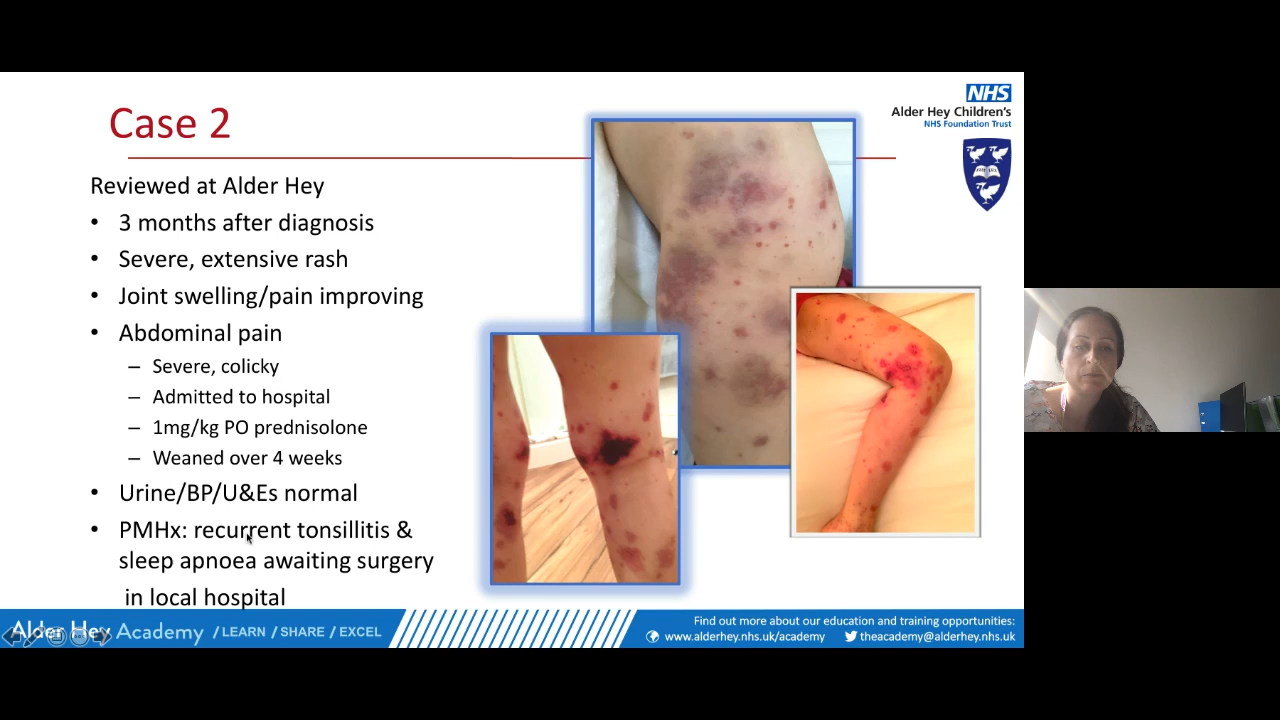 Case 2
NHS
Alder Hey Children's
NHS Foundation Trust
Reviewed at Alder Hey
• 3 months after diagnosis
• Severe, extensive rash
• Joint swelling/pain improving
• Abdominal pain
– Severe, colicky
– Admitted to hospital
– 1mg/kg PO prednisolone
– Weaned over 4 weeks
• Urine/BP/U&Es normal
• PMHx: recurrent tonsillitis &
sleep apnoea awaiting surgery
in local hospital
Alder Hey Academy / LEARN / SHARE / EXCEL
Find out more about our education and training opportunities:
www.alderhey.nhs.uk/academy theacademy@alderhey.nhs.uk